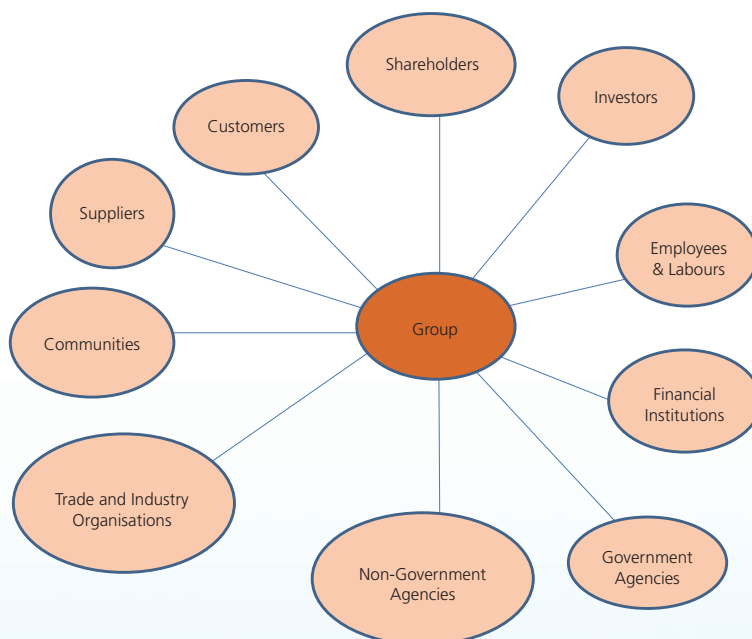 Shareholders
Investors
Customers
Suppliers
Employees
& Labours
Group
Communities
Financial
Institutions
Trade and Industry
Organisations
Government
Agencies
Non-Government
Agencies